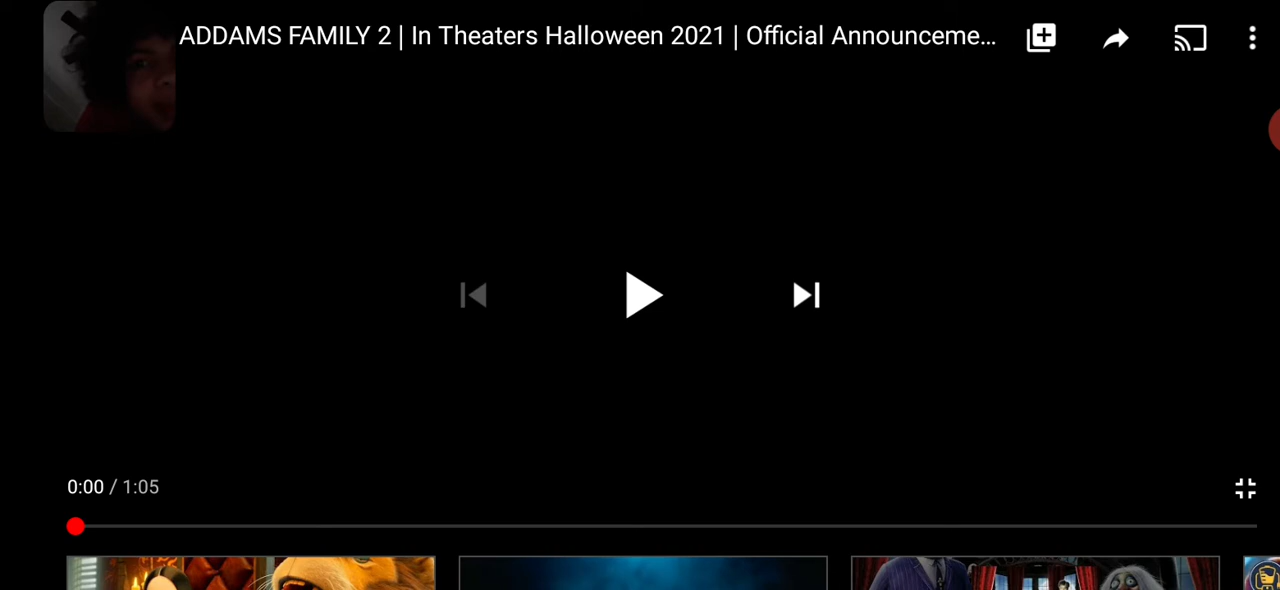 ADDAMS FAMILY 2 | In Theaters Halloween 2021 | Official Announceme...
0:00 / 1:05